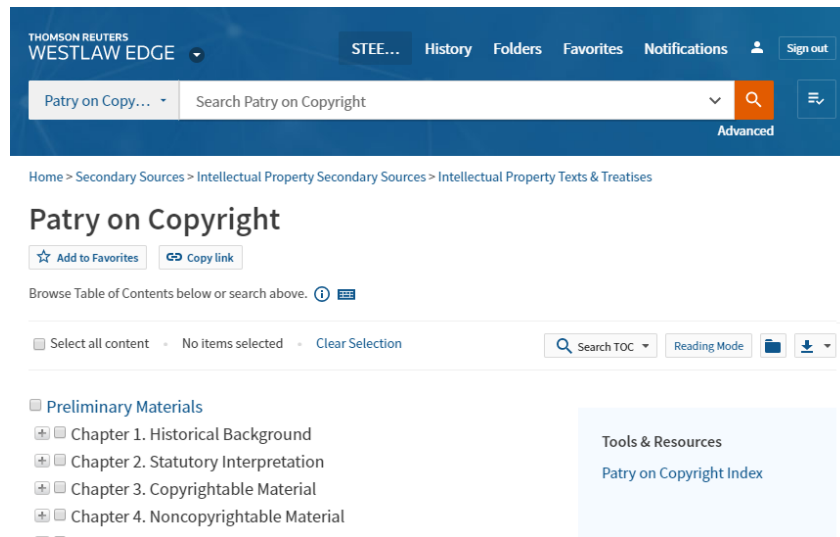 THOMSON REUTERS
WESTLAW EDGE
STEE... History Folders Favorites Notifications Sign out
Patry on Copy... Search Patry on Copyright
Advanced
Home > Secondary Sources > Intellectual Property Secondary Sources > Intellectual Property Texts & Treatises
Patry on Copyright
Add to Favorites Copy link
Browse Table of Contents below or search above.
Select all content No items selected Clear Selection Search TOC Reading Mode
Preliminary Materials
Chapter 1. Historical Background
Chapter 2. Statutory Interpretation
Chapter 3. Copyrightable Material
Chapter 4. Noncopyrightable Material
Tools & Resources
Patry on Copyright Index